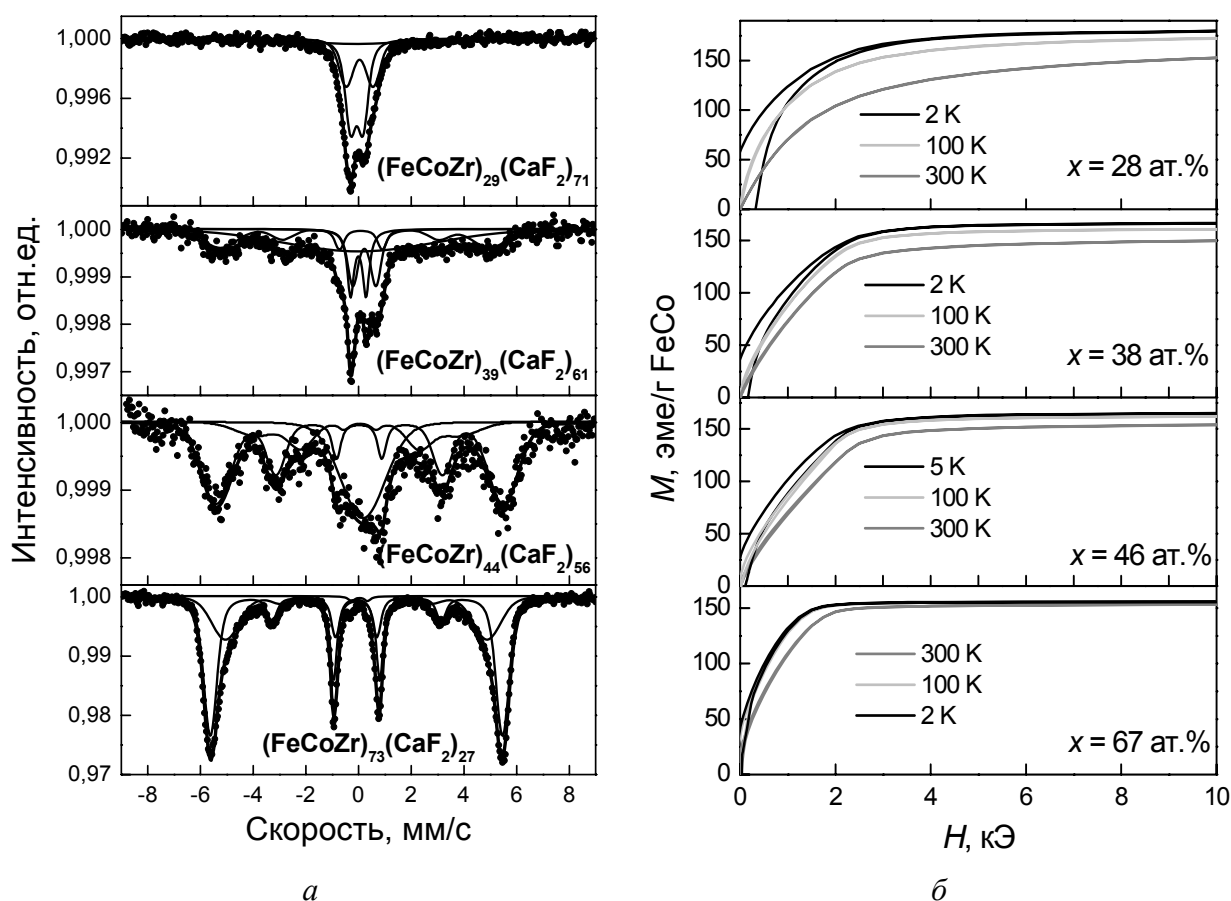 Интенсивность, отн.ед.
1,000
0,996
0,992
(FeCoZr)₂₉(CaF₂)₇₁
1,000
0,999
0,998
0,997
(FeCoZr)₃₉(CaF₂)₆₁
1,000
0,999
0,998
(FeCoZr)₄₄(CaF₂)₅₆
1,00
0,99
0,98
0,97
(FeCoZr)₇₃(CaF₂)₂₇
-8 -6 -4 -2 0 2 4 6 8
Скорость, мм/с
а
M, эме/г FeCo
150
100
50
0
2 K
100 K
300 K
x = 28 ат.%
150
100
50
0
2 K
100 K
300 K
x = 38 ат.%
150
100
50
0
5 K
100 K
300 K
x = 46 ат.%
150
100
50
0
300 K
100 K
2 K
x = 67 ат.%
0 2 4 6 8 10
H, кЭ
б